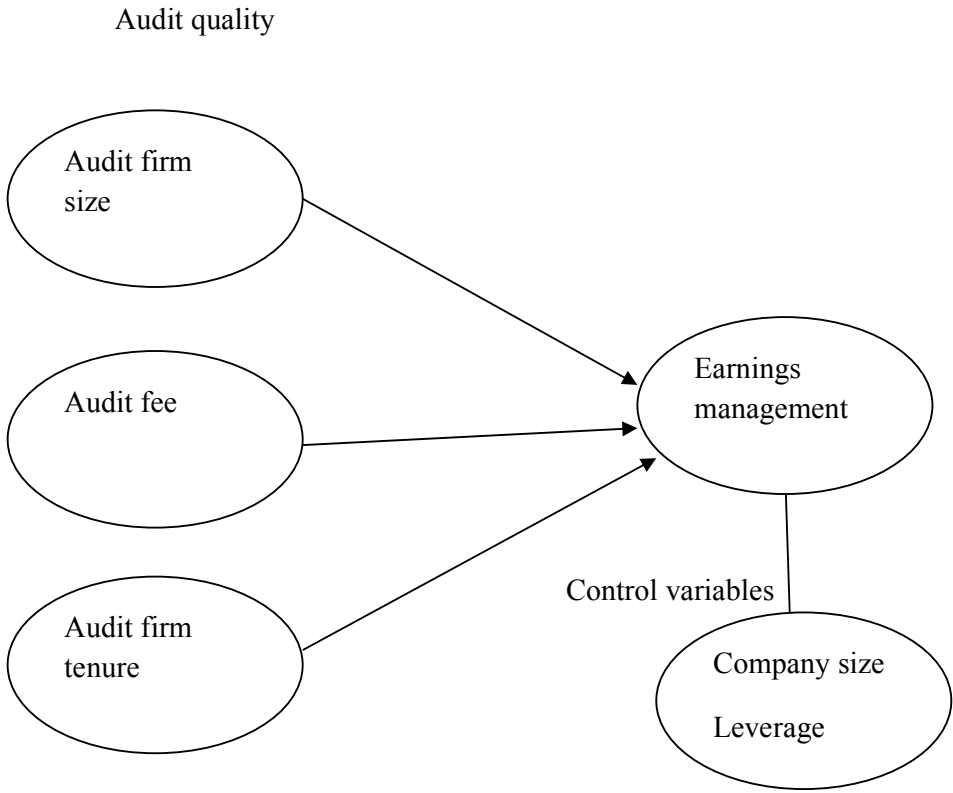 Audit quality
Audit firm
size
Audit fee
Earnings
management
Audit firm
tenure
Control variables
Company size
Leverage